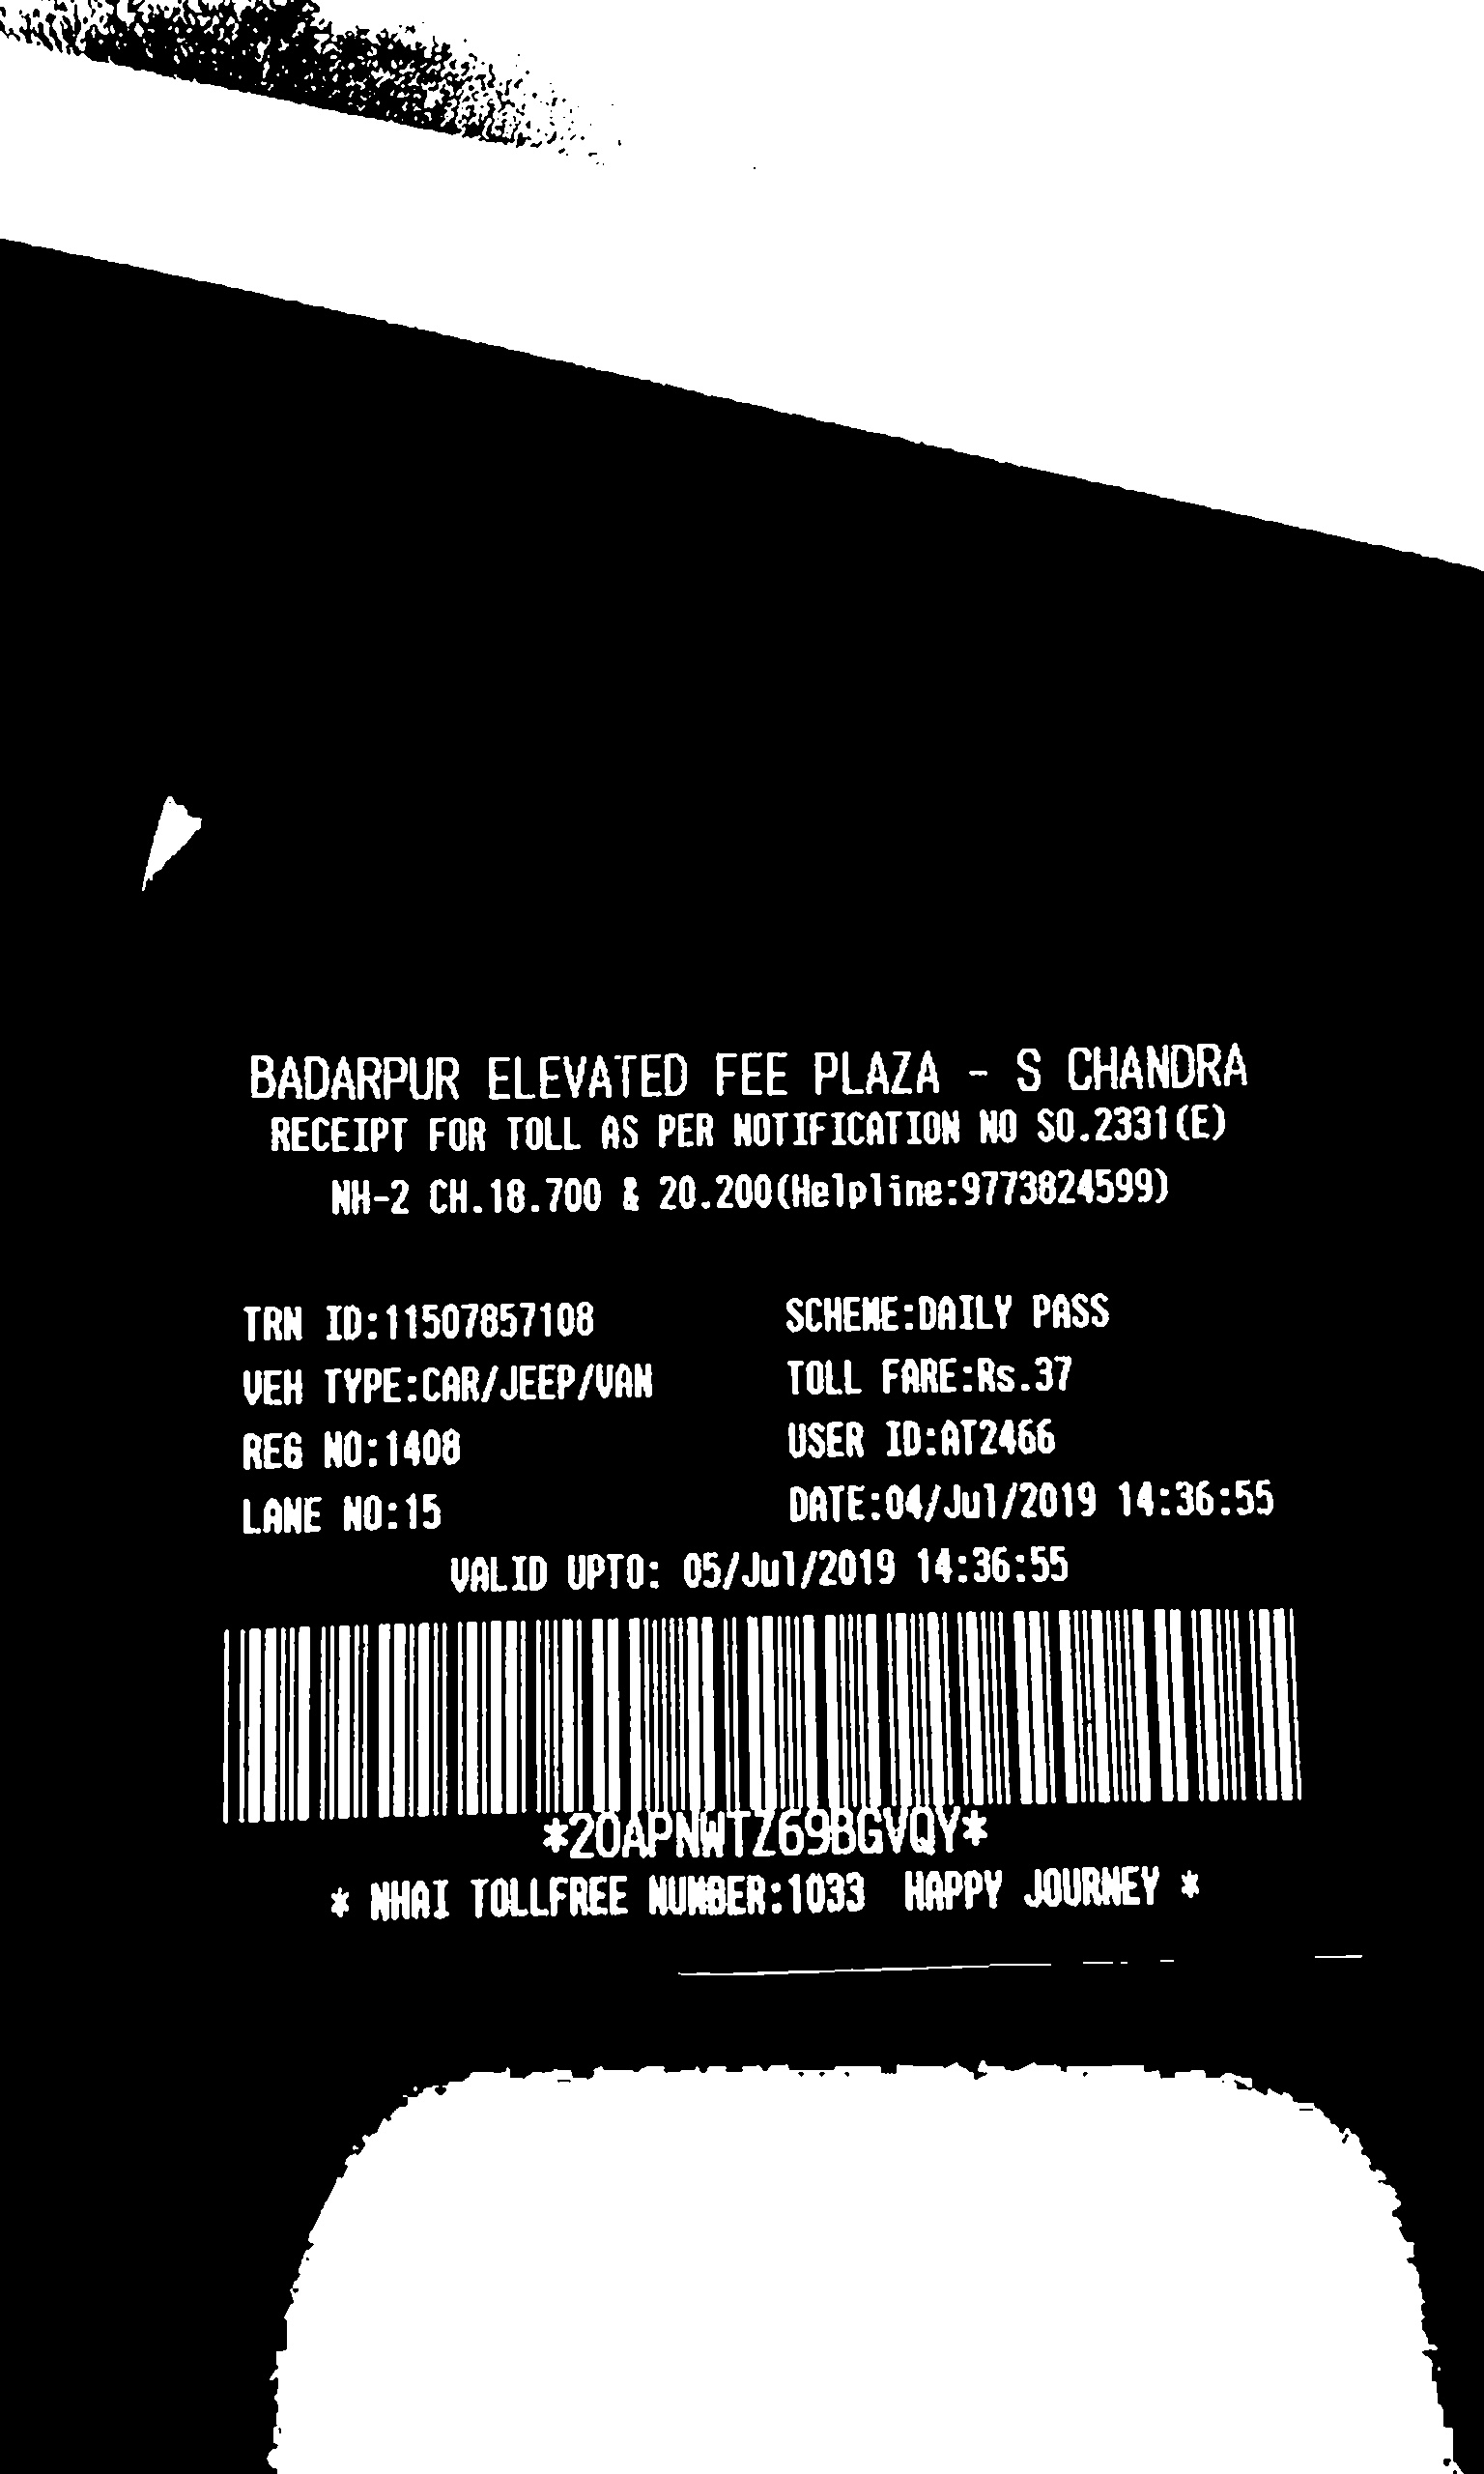 BADARPUR ELEVATED FEE PLAZA - S CHANDRA
RECEIPT FOR TOLL AS PER NOTIFICATION NO SO.2331(E)
NH-2 CH.18.700 & 20.200(Helpline:9773824599)
TRN ID:11507857108 SCHEME:DAILY PASS
VEH TYPE:CAR/JEEP/VAN TOLL FARE:Rs.37
REG NO:1408 USER ID:AT2466
LANE NO:15 DATE:04/Jul/2019 14:36:55
VALID UPTO: 05/Jul/2019 14:36:55
*20APNWTZ69BGVQY*
* NHAI TOLLFREE NUMBER:1033 HAPPY JOURNEY *